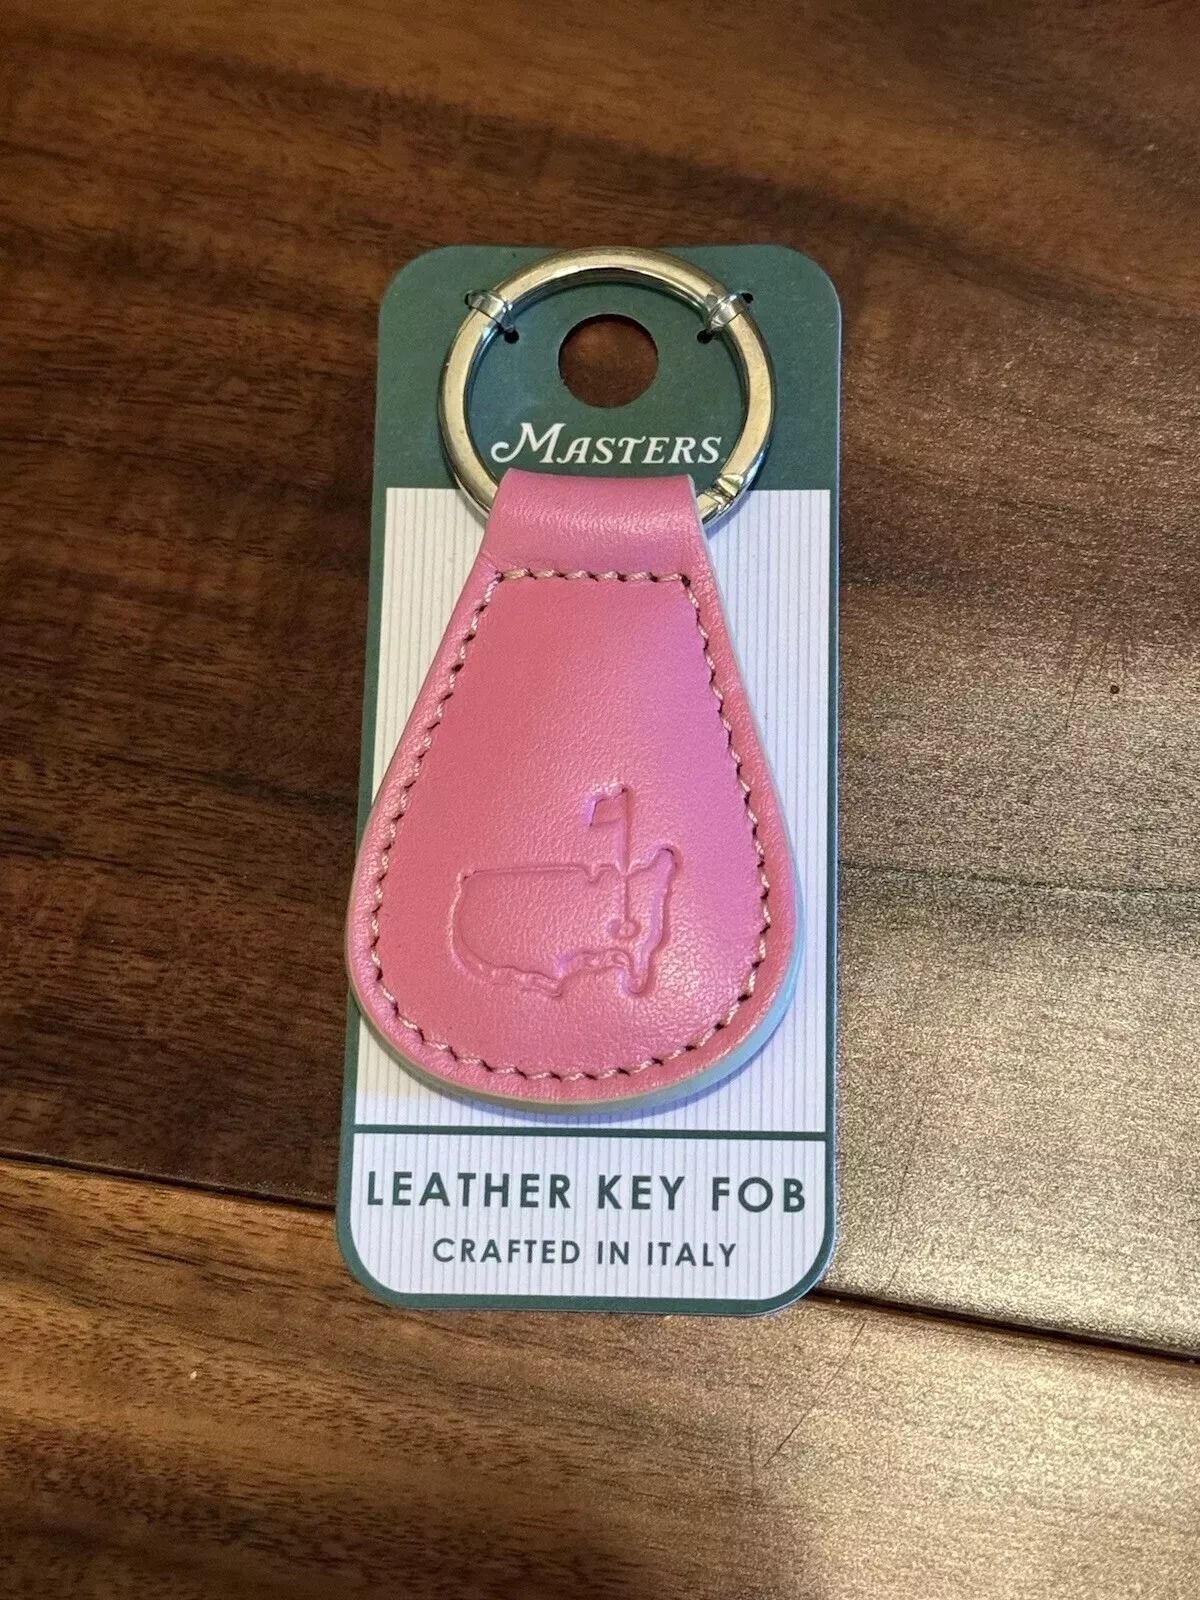 MASTERS
LEATHER KEY FOB
CRAFTED IN ITALY